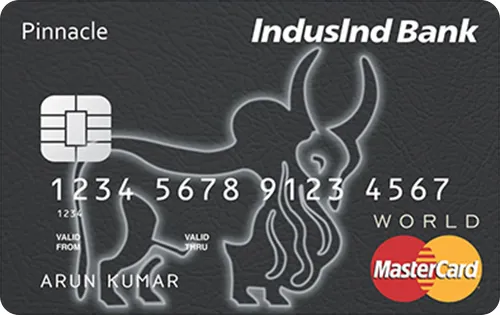 Pinnacle
IndusInd Bank
1234 5678 9123 4567
1234
WORLD
VALID FROM
VALID THRU
ARUN KUMAR
MasterCard